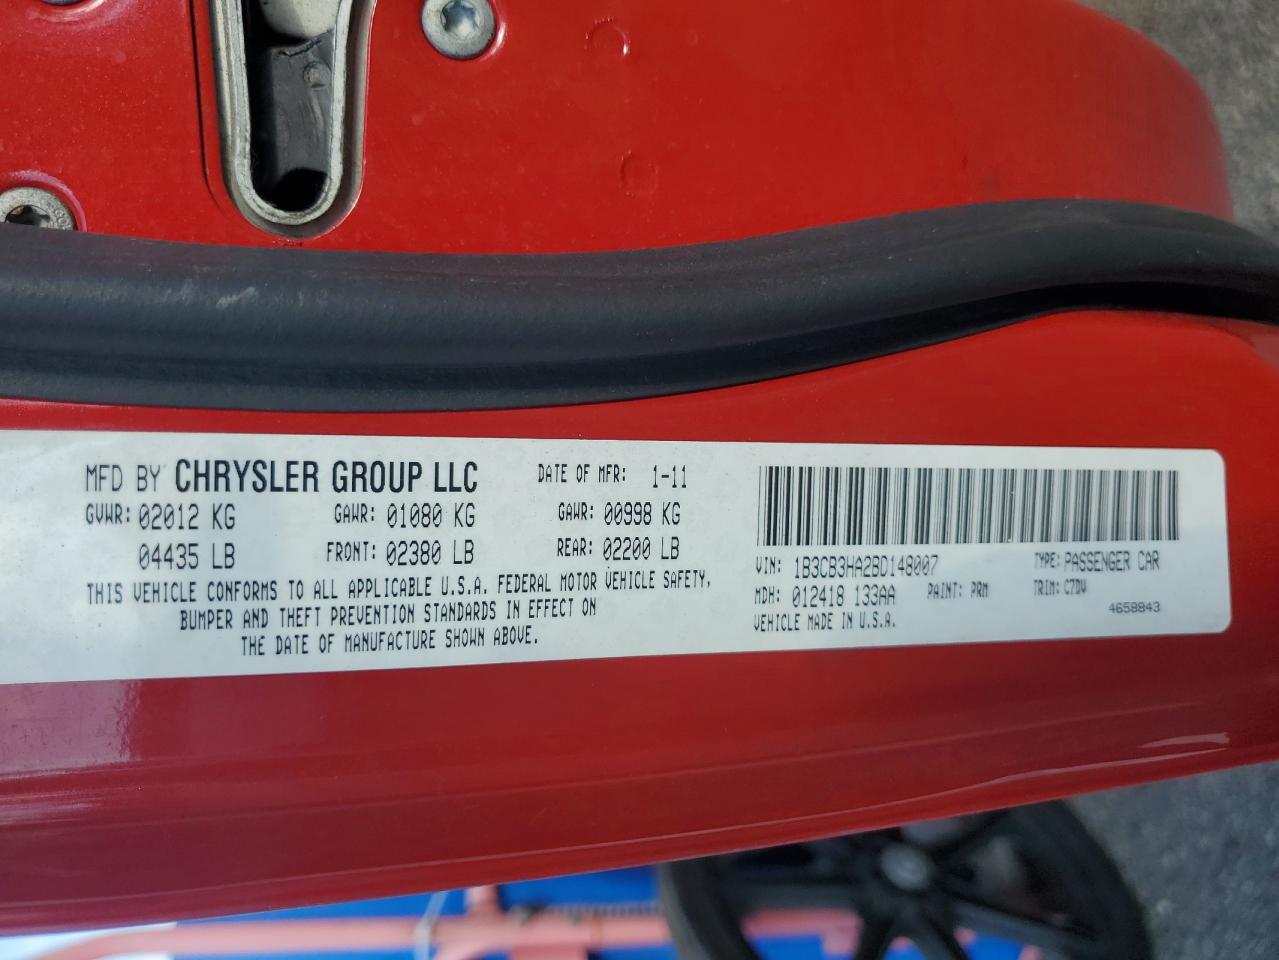 MFD BY CHRYSLER GROUP LLC DATE OF MFR: 1-11
GVWR: 02012 KG GAWR: 01080 KG GAWR: 00998 KG
04435 LB FRONT: 02380 LB REAR: 02200 LB
THIS VEHICLE CONFORMS TO ALL APPLICABLE U.S.A. FEDERAL MOTOR VEHICLE SAFETY,
BUMPER AND THEFT PREVENTION STANDARDS IN EFFECT ON
THE DATE OF MANUFACTURE SHOWN ABOVE.
VIN: 1B3CB3HA2BD148007 TYPE: PASSENGER CAR
MDH: 012418 133AA PAINT: PRM TRIM: C7DV
VEHICLE MADE IN U.S.A. 4658843